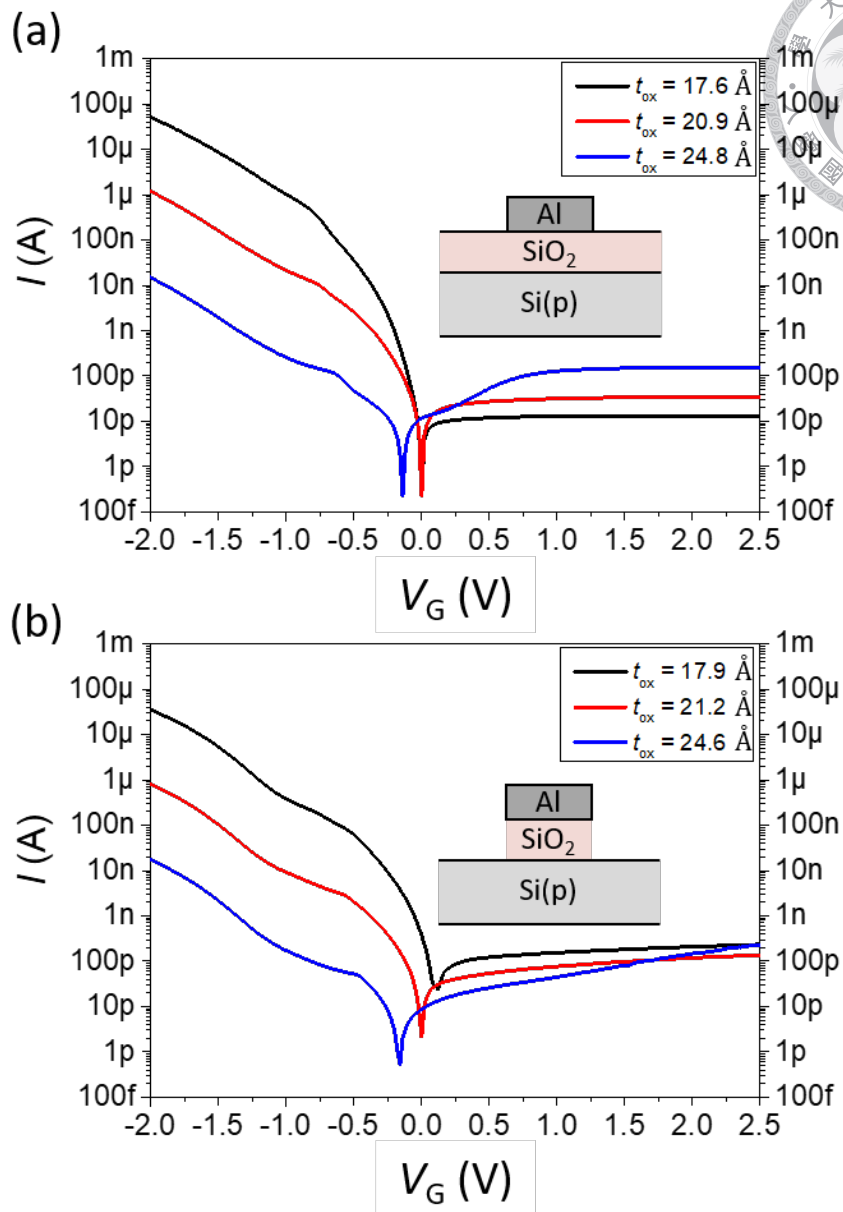 (a)
1m
100µ
10µ
1µ
100n
10n
1n
100p
10p
1p
100f
I (A)
1m
100µ
10µ
1µ
100n
10n
1n
100p
10p
1p
100f
tox = 17.6 Å
tox = 20.9 Å
tox = 24.8 Å
Al
SiO2
Si(p)
-2.0 -1.5 -1.0 -0.5 0.0 0.5 1.0 1.5 2.0 2.5
VG (V)
(b)
1m
100µ
10µ
1µ
100n
10n
1n
100p
10p
1p
100f
I (A)
1m
100µ
10µ
1µ
100n
10n
1n
100p
10p
1p
100f
tox = 17.9 Å
tox = 21.2 Å
tox = 24.6 Å
Al
SiO2
Si(p)
-2.0 -1.5 -1.0 -0.5 0.0 0.5 1.0 1.5 2.0 2.5
VG (V)
大
臺
國